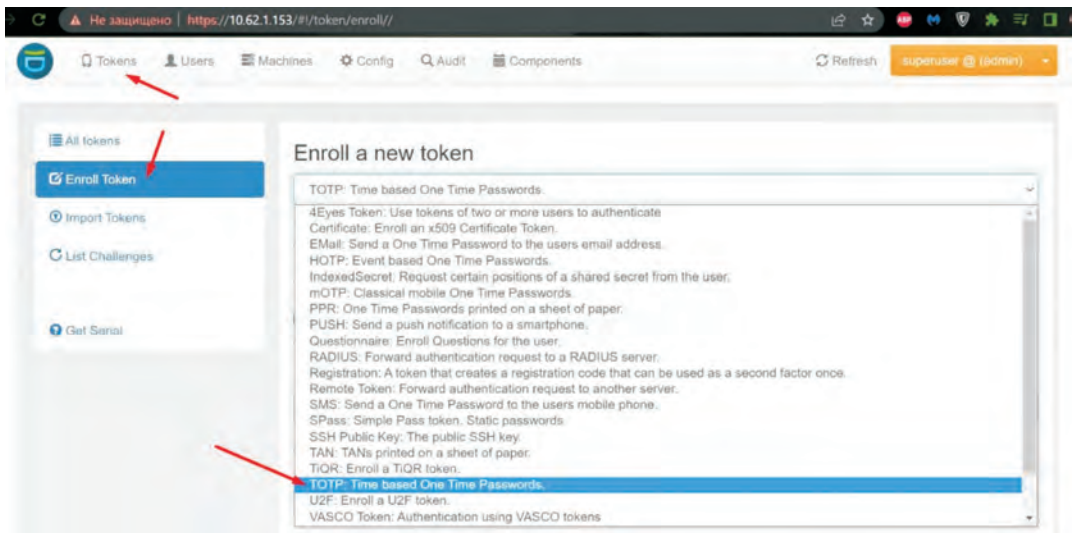 Не защищено | https://10.62.1.153/#!/token/enroll//
ABP
Tokens Users Machines Config Audit Components Refresh superuser @ (admin)
All tokens
Enroll a new token
Enroll Token
TOTP: Time based One Time Passwords.
4Eyes Token: Use tokens of two or more users to authenticate
Import Tokens
Certificate: Enroll an x509 Certificate Token.
EMail: Send a One Time Password to the users email address.
List Challenges
HOTP: Event based One Time Passwords.
IndexedSecret: Request certain positions of a shared secret from the user.
mOTP: Classical mobile One Time Passwords.
PPR: One Time Passwords printed on a sheet of paper.
Get Serial
PUSH: Send a push notification to a smartphone.
Questionnaire: Enroll Questions for the user.
RADIUS: Forward authentication request to a RADIUS server.
Registration: A token that creates a registration code that can be used as a second factor once.
Remote Token: Forward authentication request to another server.
SMS: Send a One Time Password to the users mobile phone.
SPass: Simple Pass token. Static passwords.
SSH Public Key: The public SSH key.
TAN: TANs printed on a sheet of paper.
TiQR: Enroll a TiQR token.
TOTP: Time based One Time Passwords.
U2F: Enroll a U2F token.
VASCO Token: Authentication using VASCO tokens